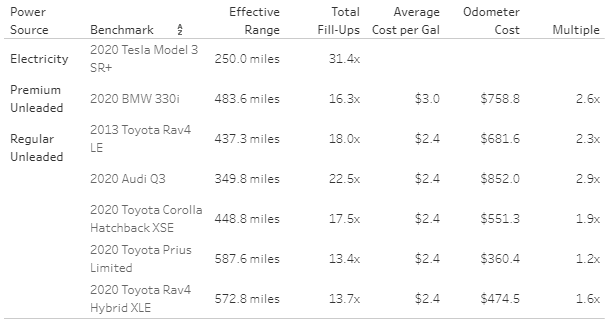 Power Source Benchmark Effective Range Total Fill-Ups Average Cost per Gal Odometer Cost Multiple
Electricity 2020 Tesla Model 3 SR+ 250.0 miles 31.4x
Premium Unleaded 2020 BMW 330i 483.6 miles 16.3x $3.0 $758.8 2.6x
Regular Unleaded 2013 Toyota Rav4 LE 437.3 miles 18.0x $2.4 $681.6 2.3x
2020 Audi Q3 349.8 miles 22.5x $2.4 $852.0 2.9x
2020 Toyota Corolla Hatchback XSE 448.8 miles 17.5x $2.4 $551.3 1.9x
2020 Toyota Prius Limited 587.6 miles 13.4x $2.4 $360.4 1.2x
2020 Toyota Rav4 Hybrid XLE 572.8 miles 13.7x $2.4 $474.5 1.6x